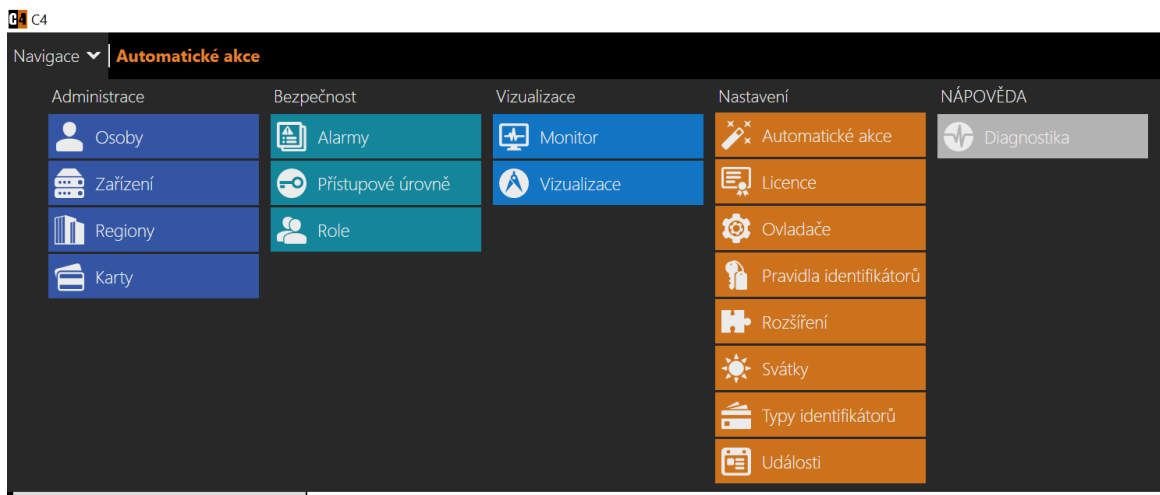 C4 C4
Navigace Automatické akce
Administrace
Osoby
Zařízení
Regiony
Karty
Bezpečnost
Alarmy
Přístupové úrovně
Role
Vizualizace
Monitor
Vizualizace
Nastavení
Automatické akce
Licence
Ovladače
Pravidla identifikátorů
Rozšíření
Svátky
Typy identifikátorů
Události
NÁPOVĚDA
Diagnostika